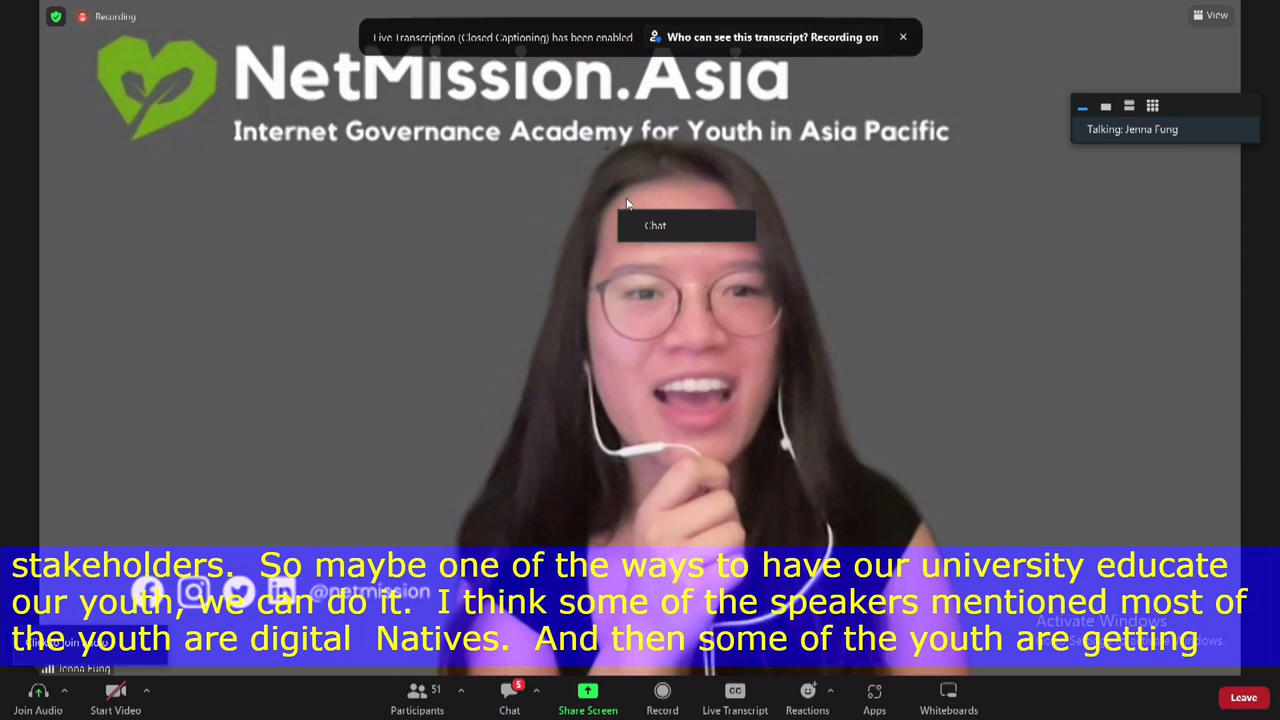 Recording
Live Transcription (Closed Captioning) has been enabled
Who can see this transcript? Recording on
View
NetMission.Asia
Internet Governance Academy for Youth in Asia Pacific
Talking: Jenna Fung
Chat
stakeholders. So maybe one of the ways to have our university educate
our youth, we can do it. I think some of the speakers mentioned most of
the youth are digital Natives. And then some of the youth are getting
@netmission
Activate Windows
Jenna Fung
Join Audio
Start Video
51
Participants
5
Chat
Share Screen
Record
CC
Live Transcript
Reactions
Apps
Whiteboards
Leave